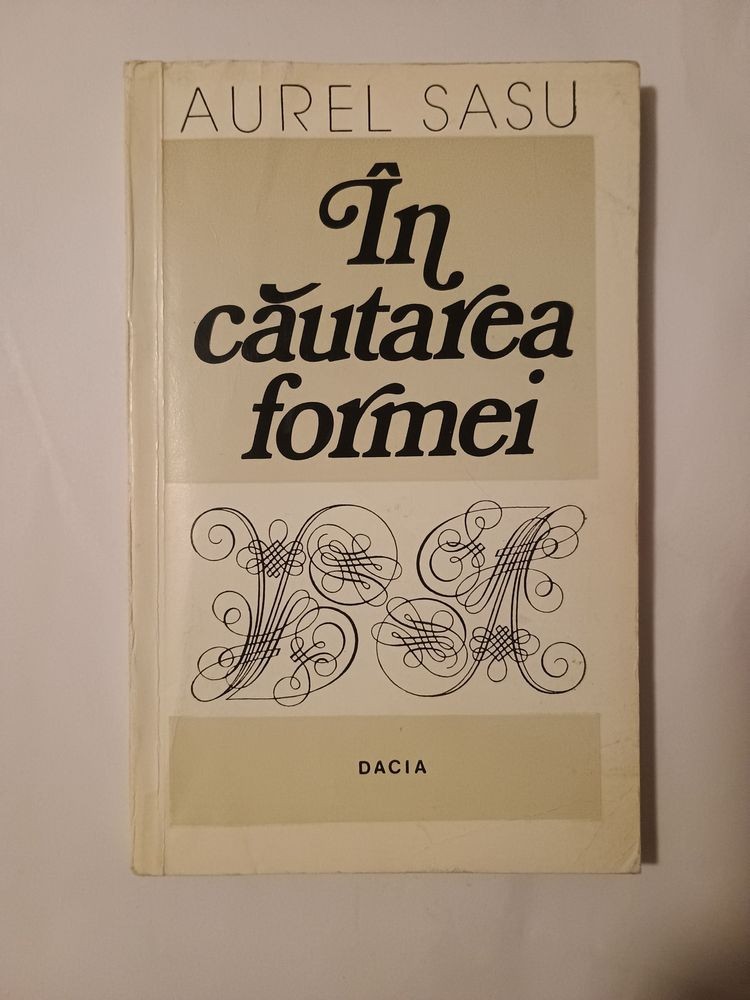 AUREL SASU
În
căutarea
formei
DACIA